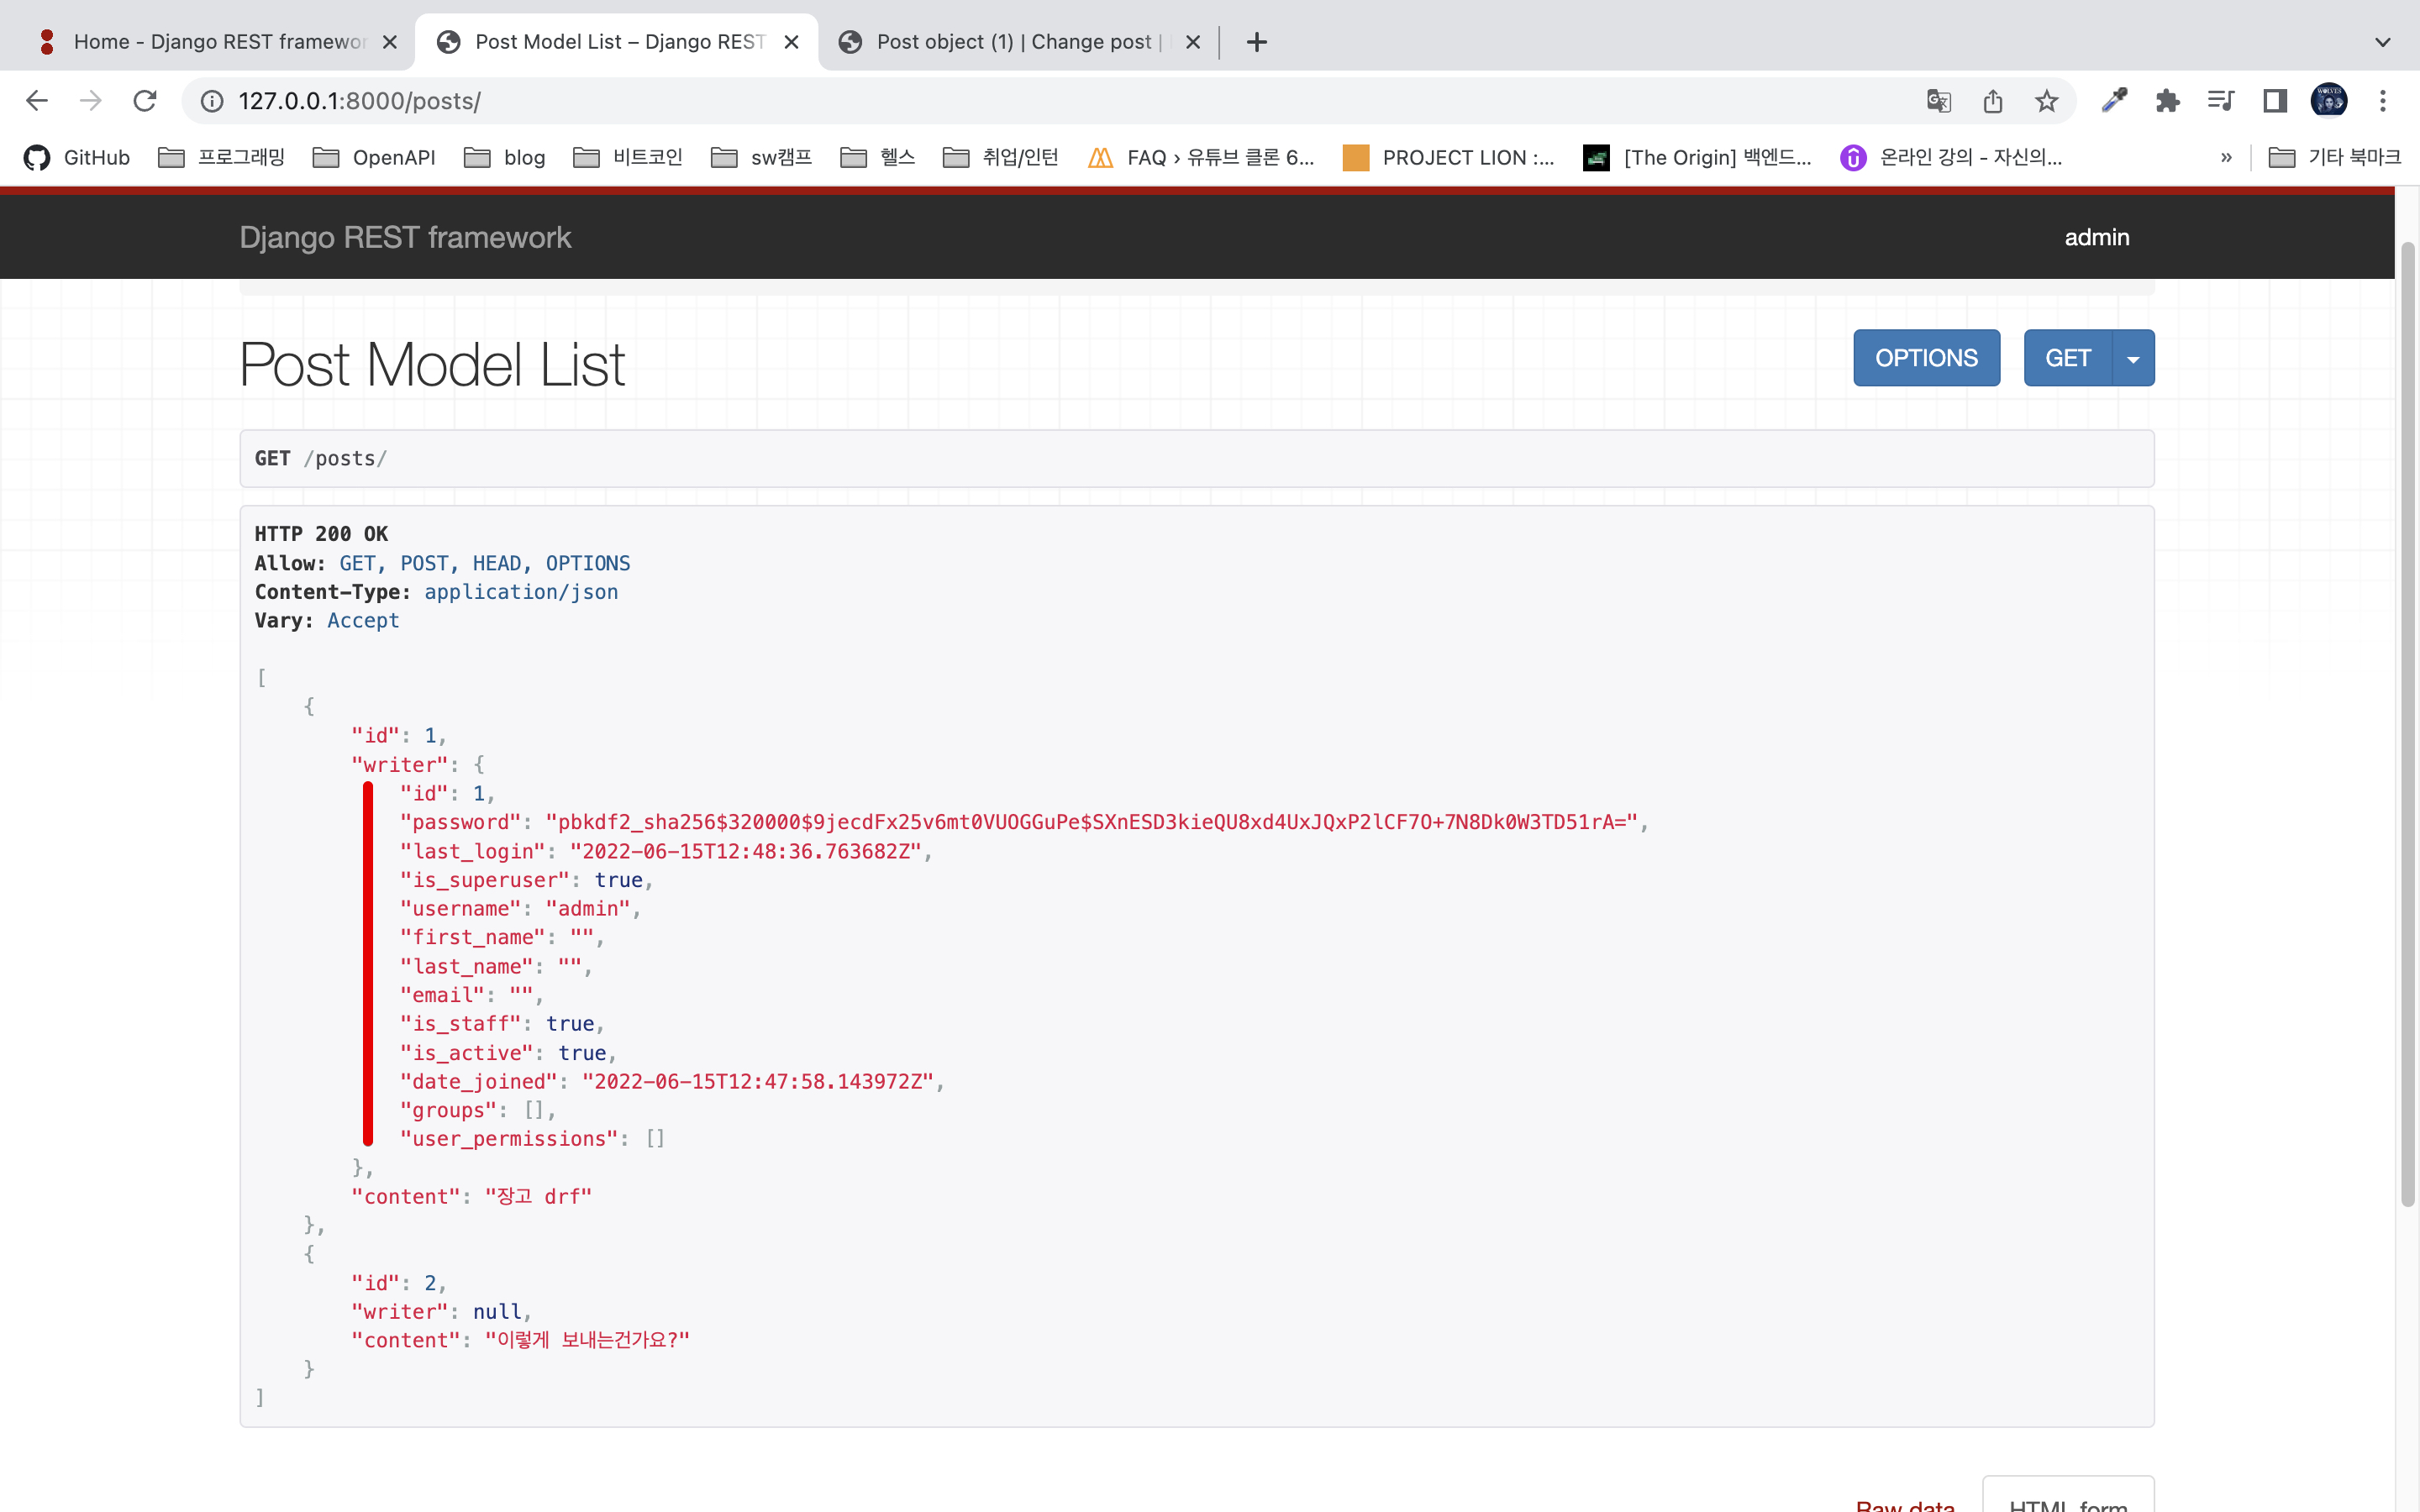 Home - Django REST framewor
Post Model List – Django REST
Post object (1) | Change post |
127.0.0.1:8000/posts/
GitHub 프로그래밍 OpenAPI blog 비트코인 sw캠프 헬스 취업/인턴 FAQ › 유튜브 클론 6... PROJECT LION :... [The Origin] 백엔드... 온라인 강의 - 자신의... » 기타 북마크
Django REST framework
admin
Post Model List
OPTIONS
GET
GET /posts/
HTTP 200 OK
Allow: GET, POST, HEAD, OPTIONS
Content-Type: application/json
Vary: Accept
[
{
"id": 1,
"writer": {
"id": 1,
"password": "pbkdf2_sha256$320000$9jecdFx25v6mt0VUOGGuPe$SXnESD3kieQU8xd4UxJQxP2lCF7O+7N8Dk0W3TD51rA=",
"last_login": "2022-06-15T12:48:36.763682Z",
"is_superuser": true,
"username": "admin",
"first_name": "",
"last_name": "",
"email": "",
"is_staff": true,
"is_active": true,
"date_joined": "2022-06-15T12:47:58.143972Z",
"groups": [],
"user_permissions": []
},
"content": "장고 drf"
},
{
"id": 2,
"writer": null,
"content": "이렇게 보내는건가요?"
}
]
Raw data
HTML form